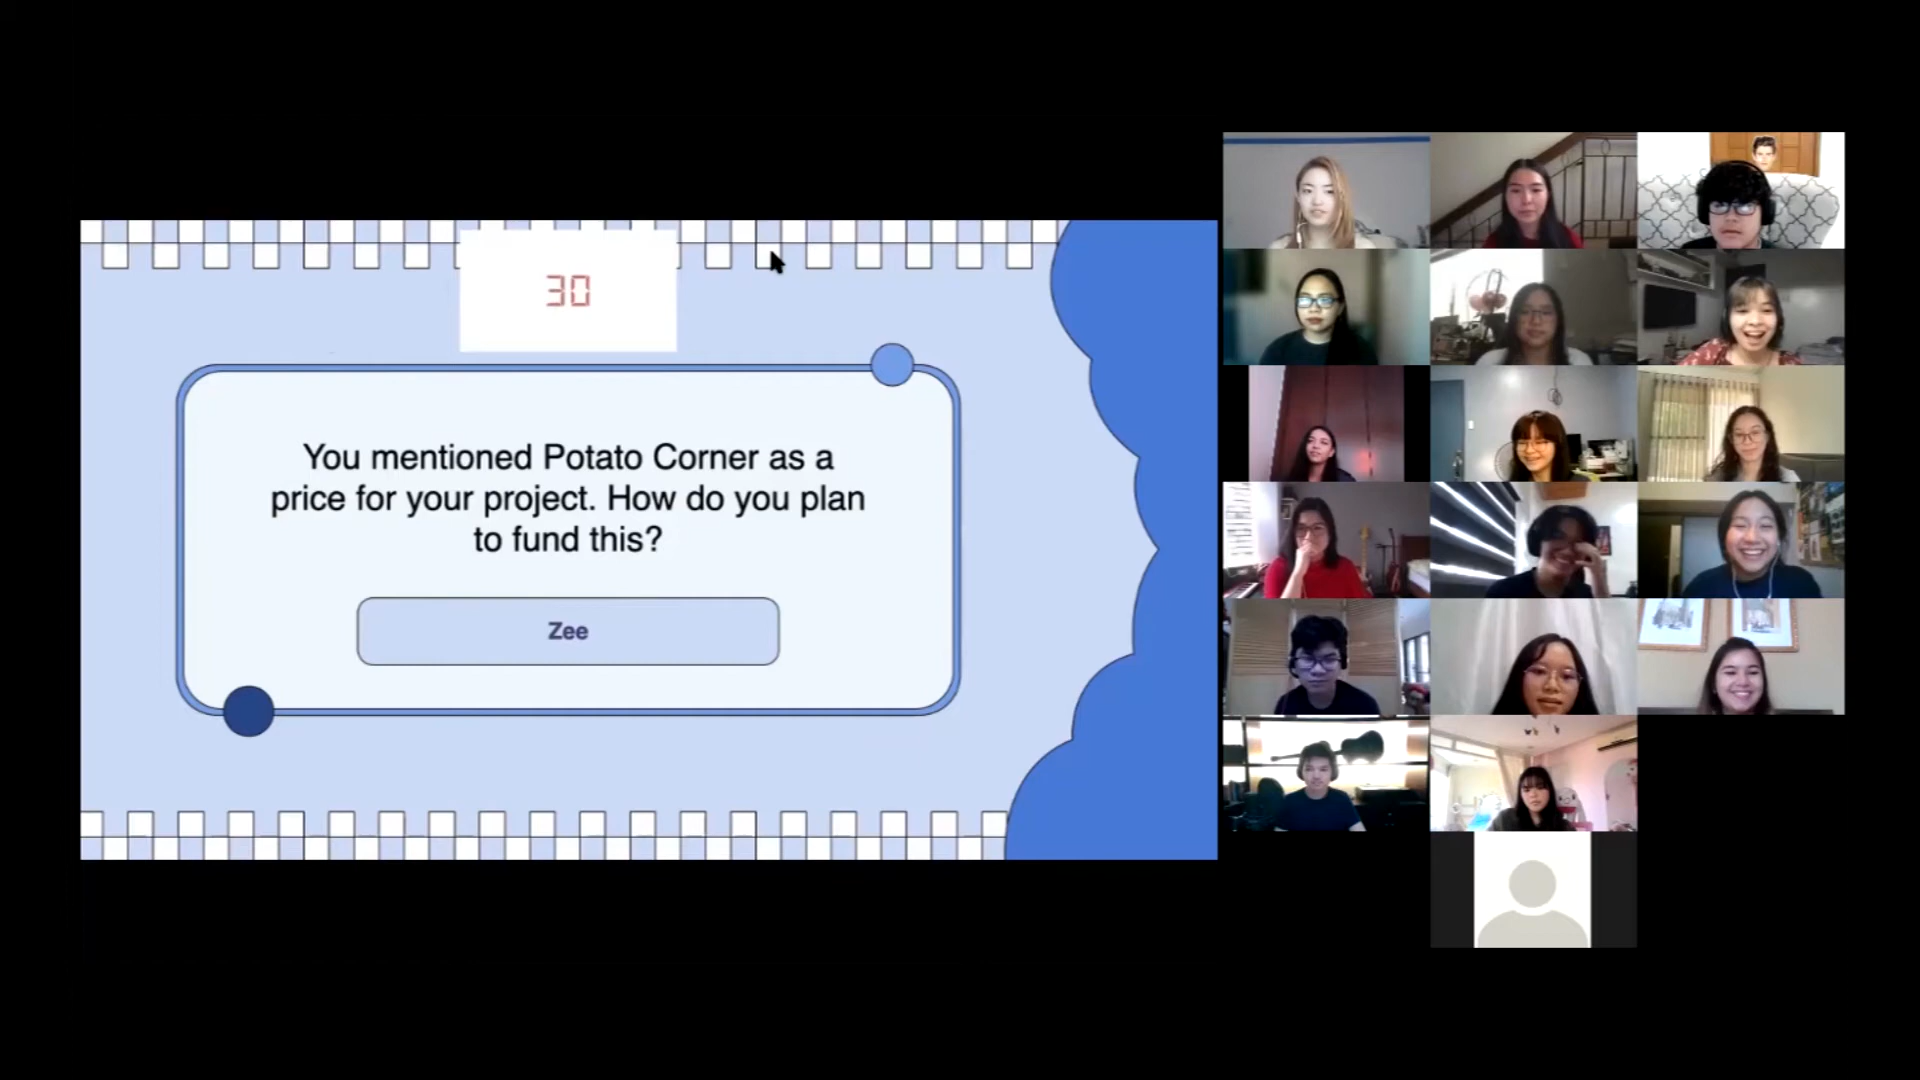 30
You mentioned Potato Corner as a
price for your project. How do you plan
to fund this?
Zee